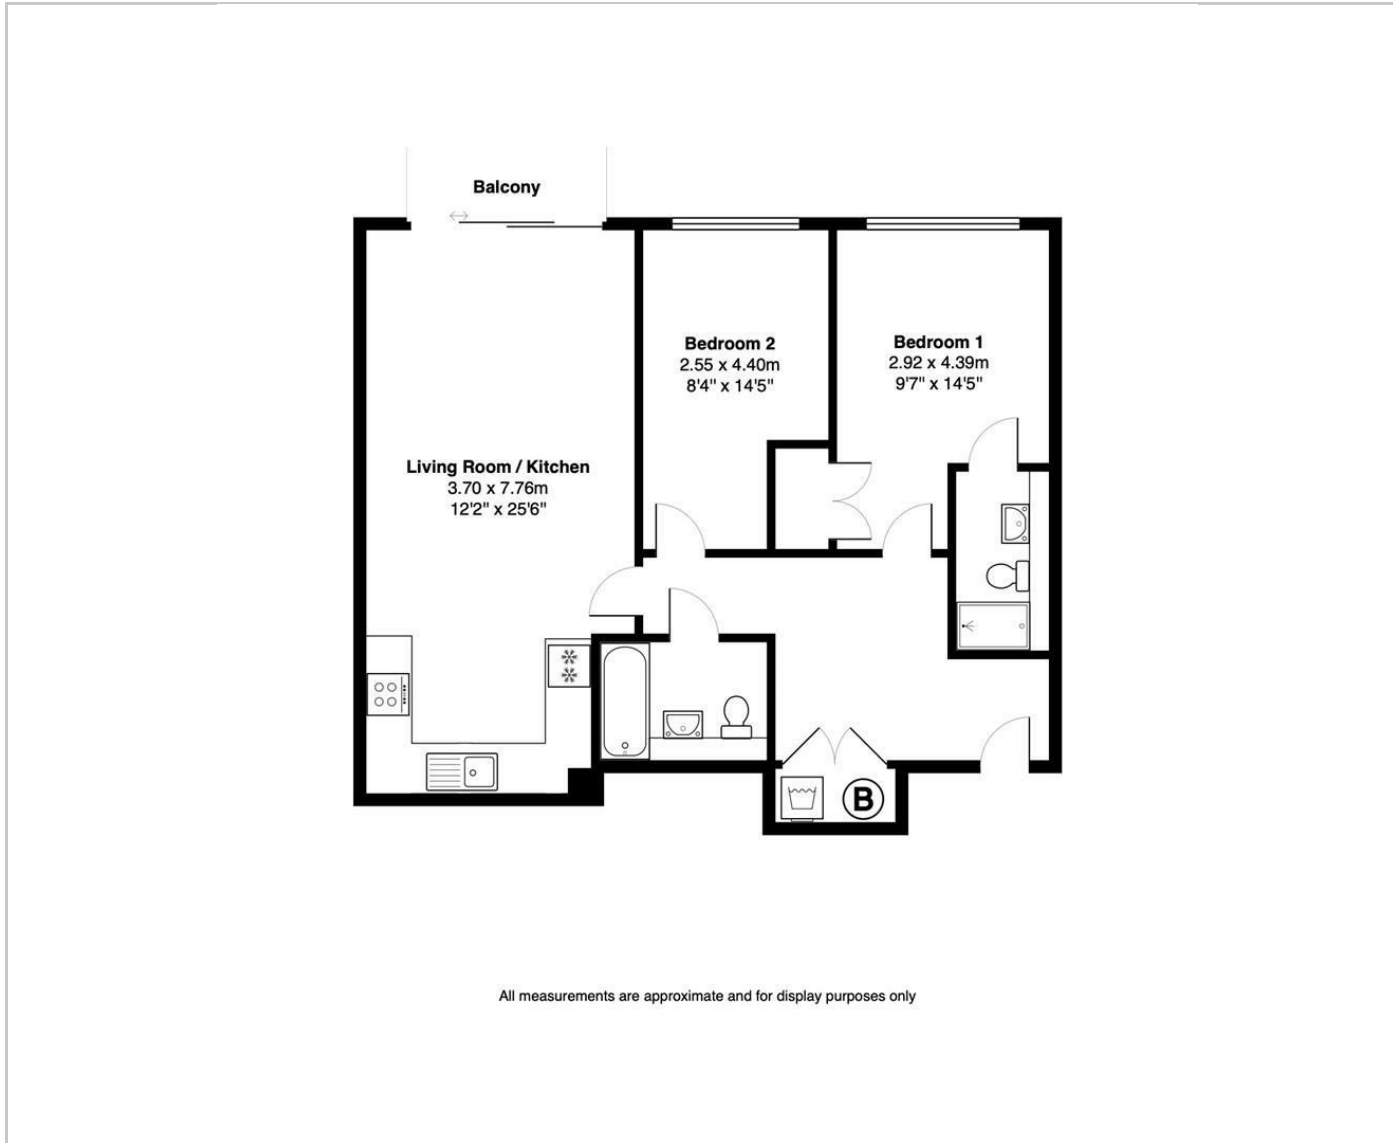 Balcony
Bedroom 2
2.55 x 4.40m
8'4" x 14'5"
Bedroom 1
2.92 x 4.39m
9'7" x 14'5"
Living Room / Kitchen
3.70 x 7.76m
12'2" x 25'6"
B
All measurements are approximate and for display purposes only